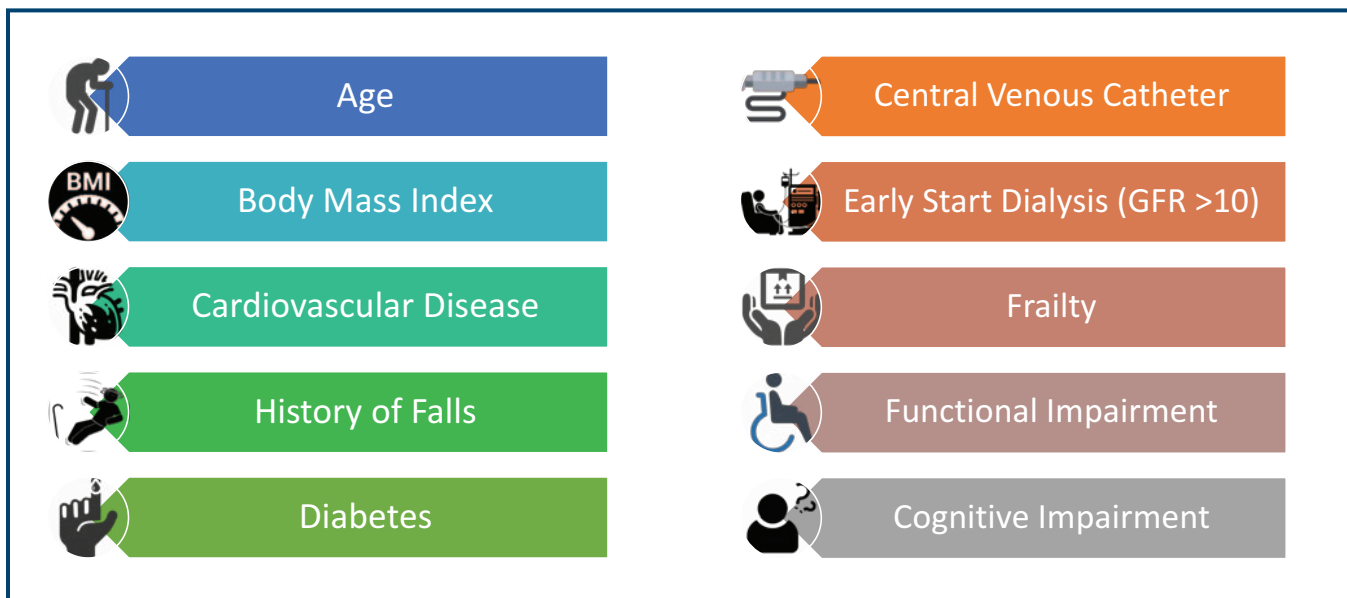 Age
BMI
Body Mass Index
Cardiovascular Disease
History of Falls
Diabetes
Central Venous Catheter
Early Start Dialysis (GFR >10)
Frailty
Functional Impairment
Cognitive Impairment